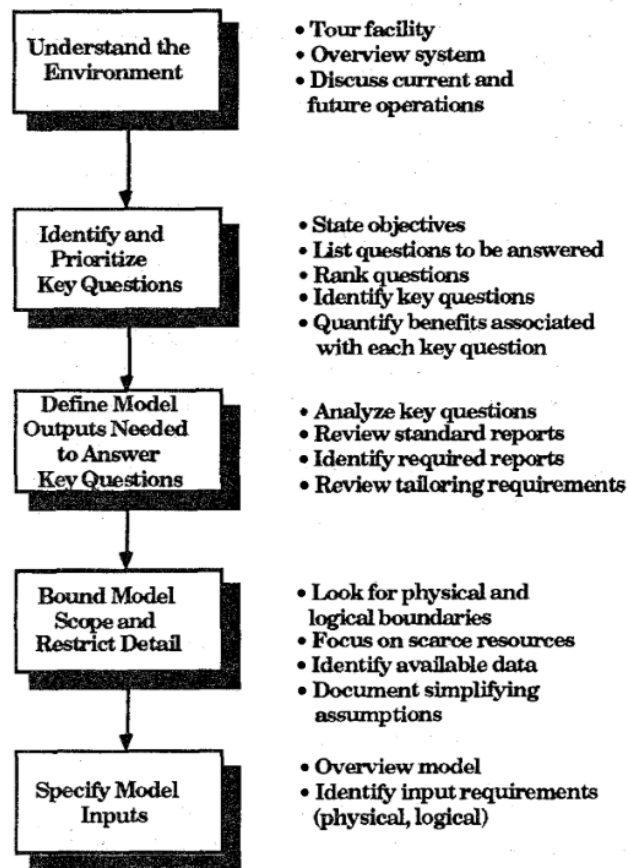 Understand the
Environment
• Tour facility
• Overview system
• Discuss current and
future operations
Identify and
Prioritize
Key Questions
• State objectives
• List questions to be answered
• Rank questions
• Identify key questions
• Quantify benefits associated
with each key question
Define Model
Outputs Needed
to Answer
Key Questions
• Analyze key questions
• Review standard reports
• Identify required reports
• Review tailoring requirements
Bound Model
Scope and
Restrict Detail
• Look for physical and
logical boundaries
• Focus on scarce resources
• Identify available data
• Document simplifying
assumptions
Specify Model
Inputs
• Overview model
• Identify input requirements
(physical, logical)